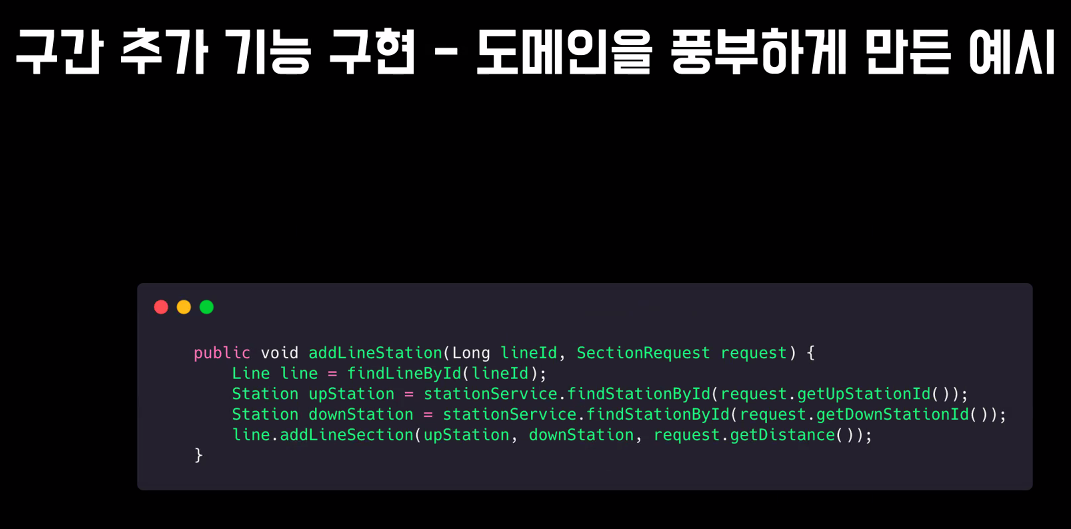 구간 추가 기능 구현 - 도메인을 풍부하게 만든 예시
public void addLineStation(Long lineId, SectionRequest request) {
Line line = findLineById(lineId);
Station upStation = stationService.findStationById(request.getUpStationId());
Station downStation = stationService.findStationById(request.getDownStationId());
line.addLineSection(upStation, downStation, request.getDistance());
}